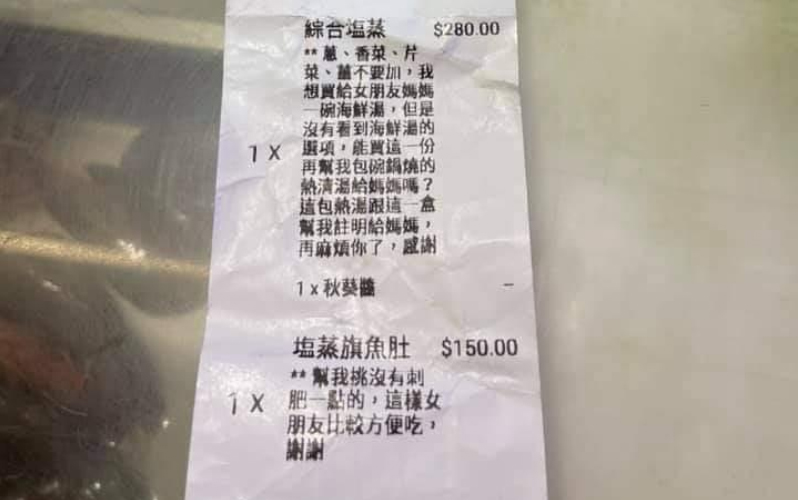 綜合塩蒸 $280.00
**蔥、香菜、片
菜、薑不要加，我
想買給女朋友媽媽
一碗海鮮湯，但是
沒有看到海鮮湯的
1 X 選項，能買這一份
再幫我包碗鍋燒的
熱清湯給媽媽嗎？
這包熱湯跟這一盒
幫我註明給媽媽，
再麻煩你了，感謝
1 x 秋葵醬 -
塩蒸旗魚肚 $150.00
**幫我挑沒有刺
1 X 肥一點的，這樣女
朋友比較方便吃，
謝謝